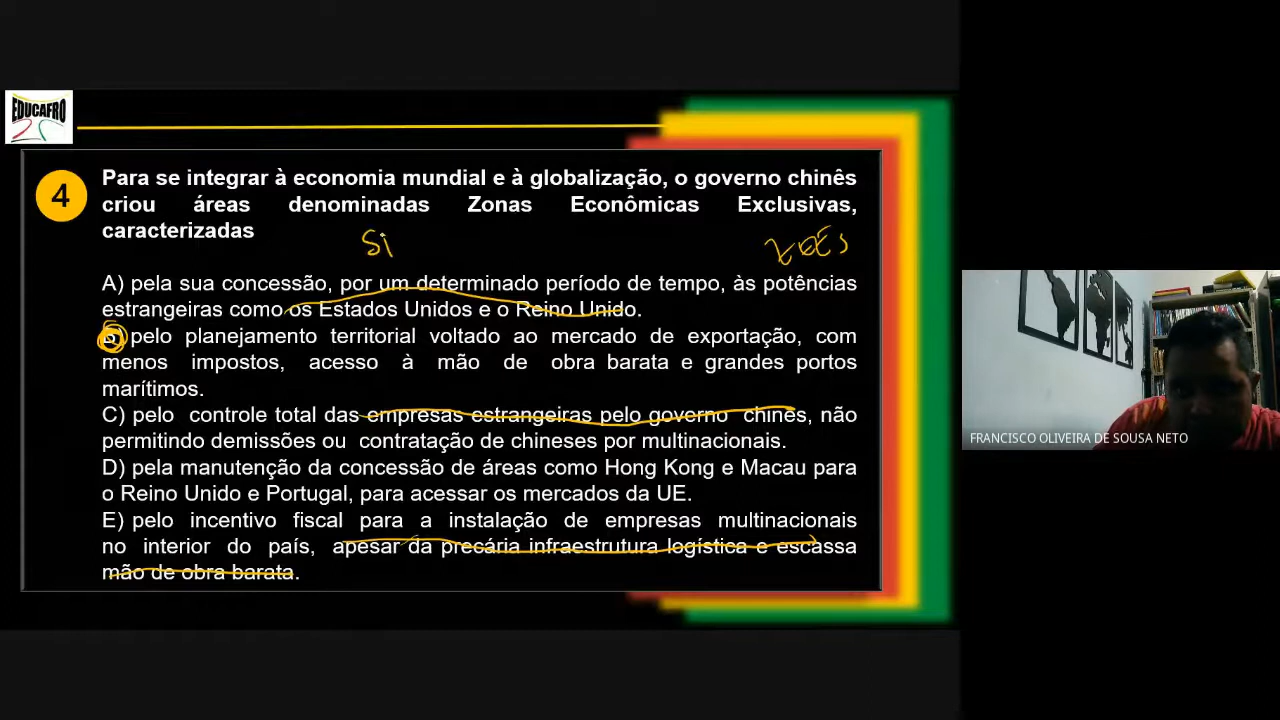 EDUCAFRO
4
Para se integrar à economia mundial e à globalização, o governo chinês
criou áreas denominadas Zonas Econômicas Exclusivas,
caracterizadas
Si
ZEES
A) pela sua concessão, por um determinado período de tempo, às potências
estrangeiras como os Estados Unidos e o Reino Unido.
B) pelo planejamento territorial voltado ao mercado de exportação, com
menos impostos, acesso à mão de obra barata e grandes portos
marítimos.
C) pelo controle total das empresas estrangeiras pelo governo chinês, não
permitindo demissões ou contratação de chineses por multinacionais.
D) pela manutenção da concessão de áreas como Hong Kong e Macau para
o Reino Unido e Portugal, para acessar os mercados da UE.
E) pelo incentivo fiscal para a instalação de empresas multinacionais
no interior do país, apesar da precária infraestrutura logística e escassa
mão de obra barata.
FRANCISCO OLIVEIRA DE SOUSA NETO